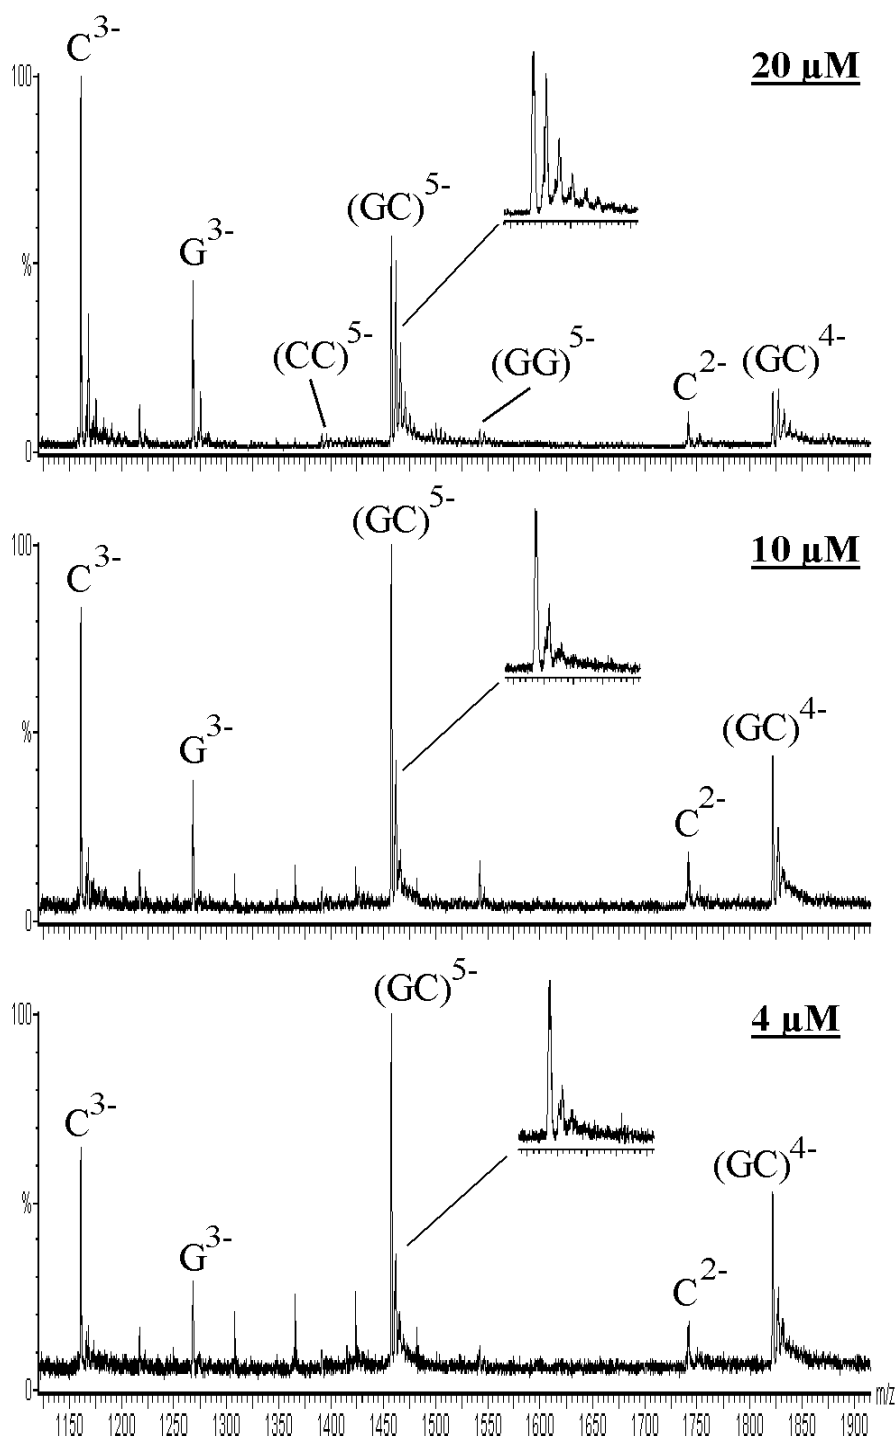 C3-
20 µM
100
(GC)5-
G3-
%
(CC)5-
(GG)5-
C2-
(GC)4-
0
(GC)5-
10 µM
100
C3-
(GC)4-
G3-
%
C2-
0
(GC)5-
4 µM
100
C3-
(GC)4-
%
G3-
C2-
0
m/z
1150 1200 1250 1300 1350 1400 1450 1500 1550 1600 1650 1700 1750 1800 1850 1900